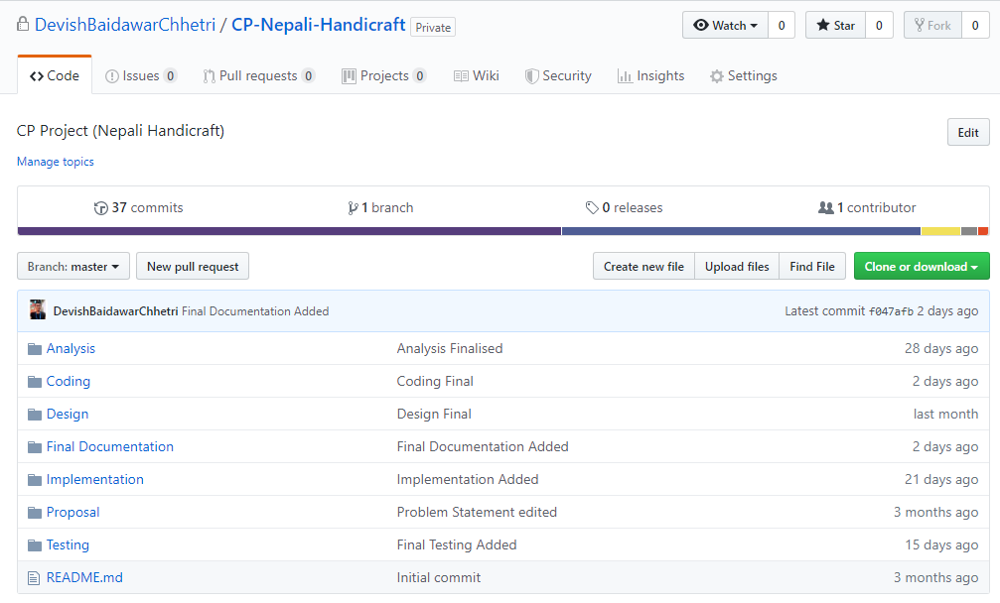 DevishBaidawarChhetri / CP-Nepali-Handicraft Private Watch 0 Star 0 Fork 0
Code Issues 0 Pull requests 0 Projects 0 Wiki Security Insights Settings
CP Project (Nepali Handicraft) Edit
Manage topics
37 commits 1 branch 0 releases 1 contributor
Branch: master New pull request Create new file Upload files Find File Clone or download
DevishBaidawarChhetri Final Documentation Added Latest commit f047afb 2 days ago
Analysis Analysis Finalised 28 days ago
Coding Coding Final 2 days ago
Design Design Final last month
Final Documentation Final Documentation Added 2 days ago
Implementation Implementation Added 21 days ago
Proposal Problem Statement edited 3 months ago
Testing Final Testing Added 15 days ago
README.md Initial commit 3 months ago